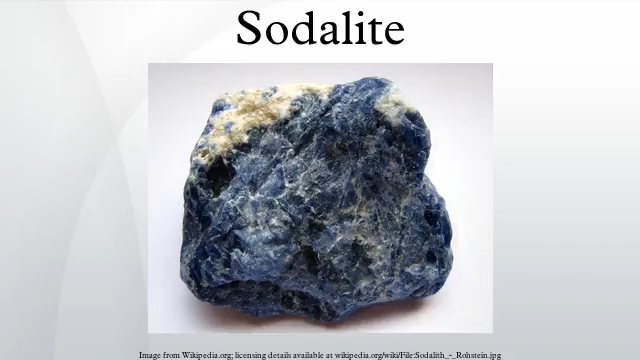 Sodalite
Image from Wikipedia.org; licensing details available at wikipedia.org/wiki/File:Sodalith_-_Rohstein.jpg